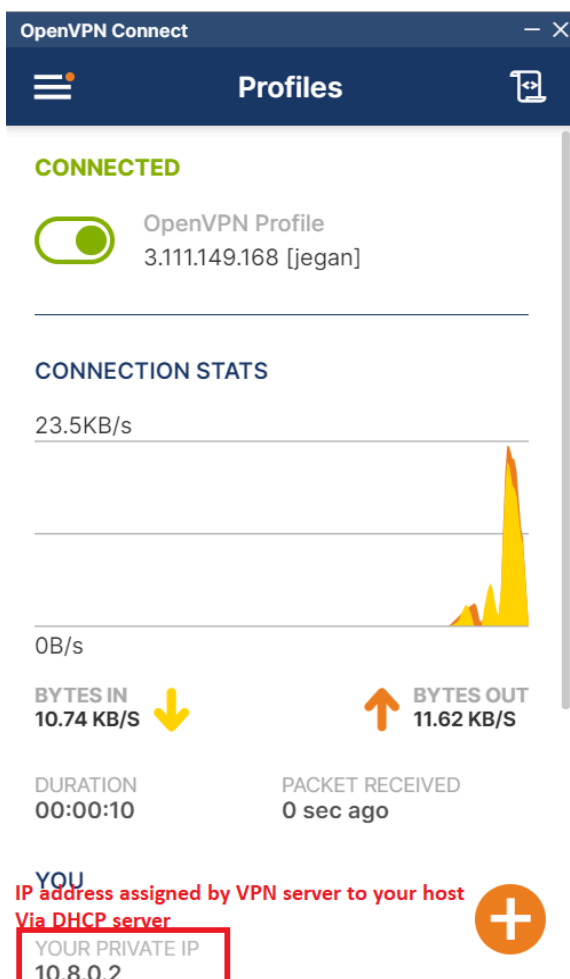 OpenVPN Connect
Profiles
CONNECTED
OpenVPN Profile
3.111.149.168 [jegan]
CONNECTION STATS
23.5KB/s
0B/s
BYTES IN
10.74 KB/S
BYTES OUT
11.62 KB/S
DURATION
00:00:10
PACKET RECEIVED
0 sec ago
YOU
IP address assigned by VPN server to your host
Via DHCP server
YOUR PRIVATE IP
10.8.0.2